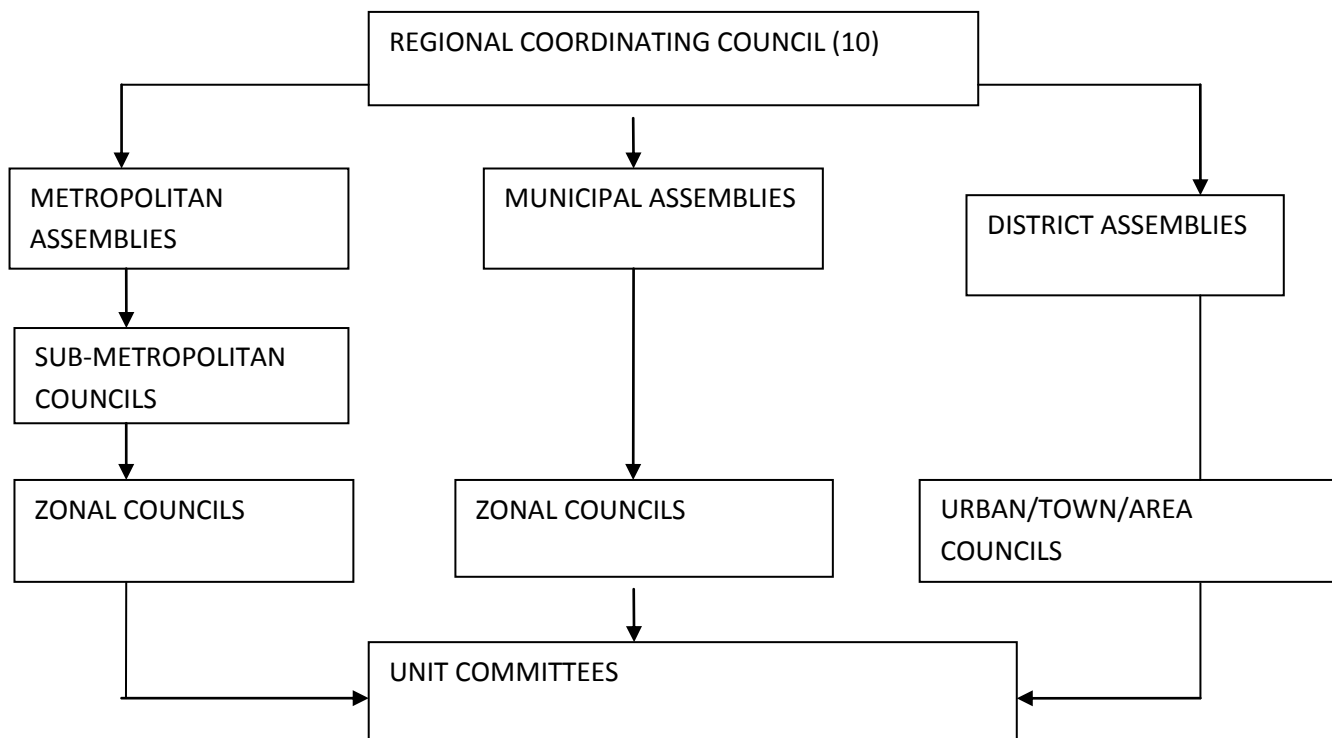 REGIONAL COORDINATING COUNCIL (10)
METROPOLITAN
ASSEMBLIES
MUNICIPAL ASSEMBLIES
DISTRICT ASSEMBLIES
SUB-METROPOLITAN
COUNCILS
ZONAL COUNCILS
ZONAL COUNCILS
URBAN/TOWN/AREA
COUNCILS
UNIT COMMITTEES